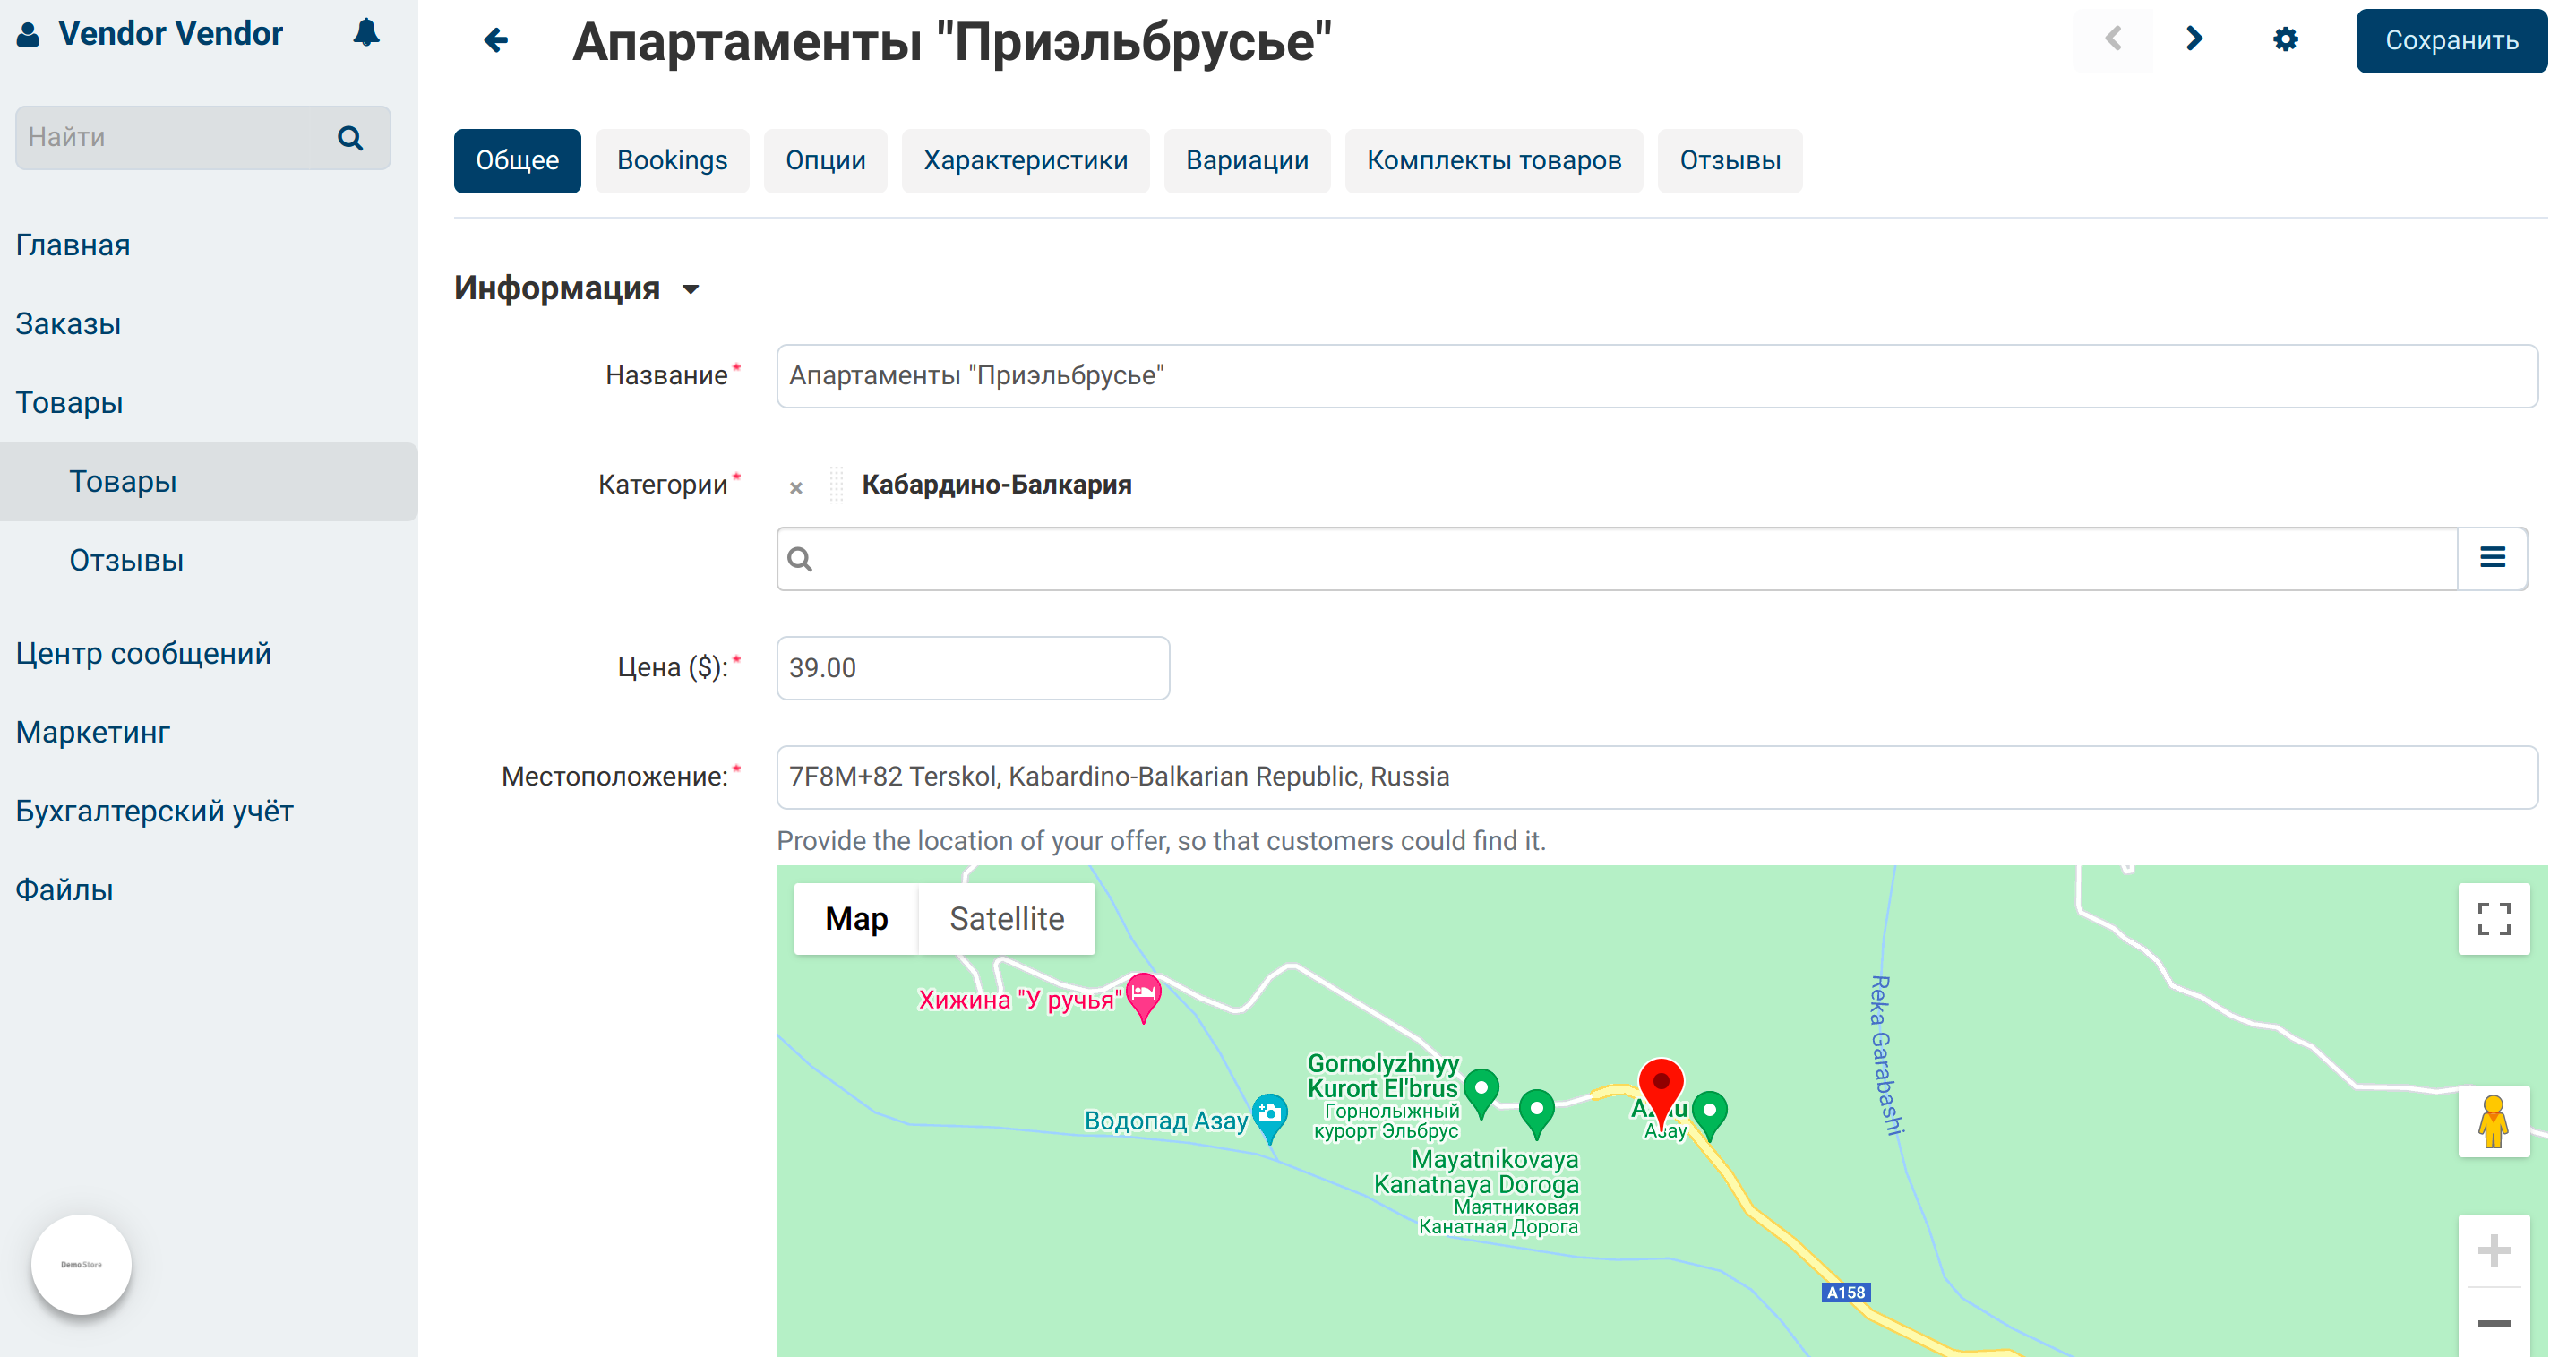 Vendor Vendor
Найти
Главная
Заказы
Товары
Товары
Отзывы
Центр сообщений
Маркетинг
Бухгалтерский учёт
Файлы
Demo Store
Апартаменты "Приэльбрусье"
Сохранить
Общее
Bookings
Опции
Характеристики
Вариации
Комплекты товаров
Отзывы
Информация
Название*
Апартаменты "Приэльбрусье"
Категории*
× Кабардино-Балкария
Цена ($):*
39.00
Местоположение:*
7F8M+82 Terskol, Kabardino-Balkarian Republic, Russia
Provide the location of your offer, so that customers could find it.
Map
Satellite
Хижина "У ручья"
Reka Garabashi
Gornolyzhnyy
Kurort El'brus
Горнолыжный
курорт Эльбрус
Водопад Азау
Азау
Mayatnikovaya
Kanatnaya Doroga
Маятниковая
Канатная Дорога
A158